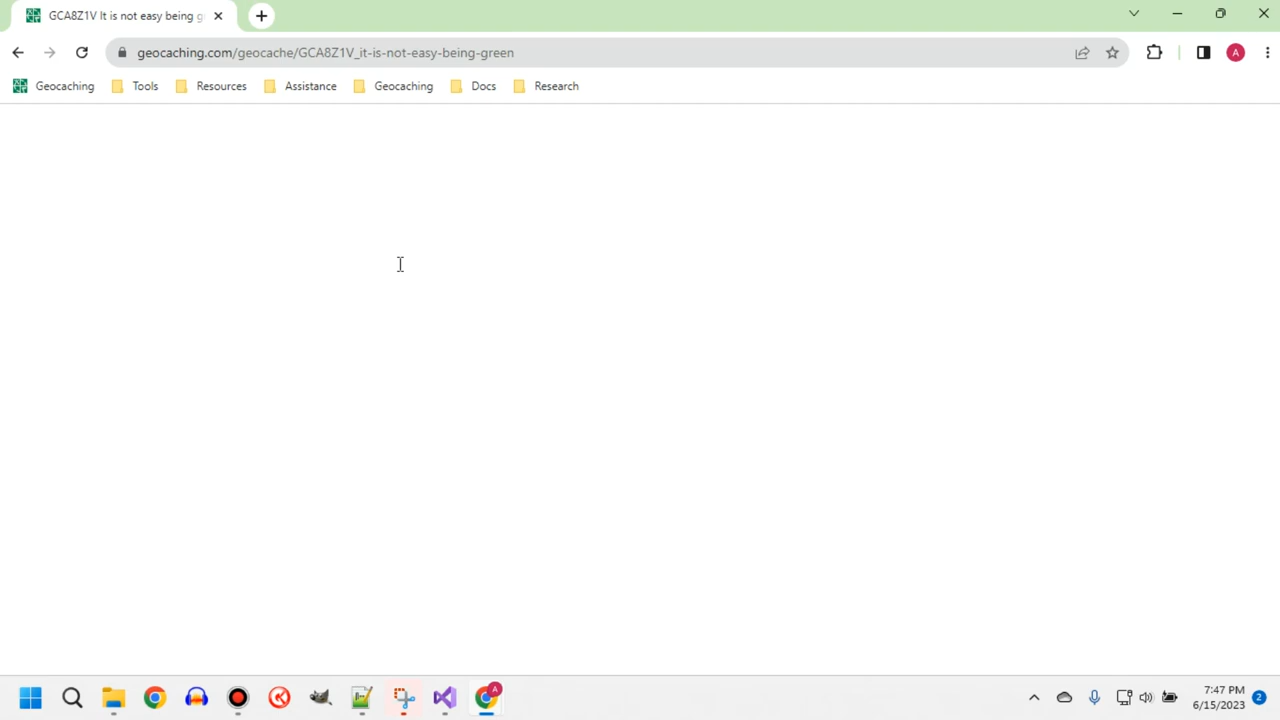 GCA8Z1V It is not easy being g
geocaching.com/geocache/GCA8Z1V_it-is-not-easy-being-green
A
Geocaching Tools Resources Assistance Geocaching Docs Research
A
7:47 PM
6/15/2023
2